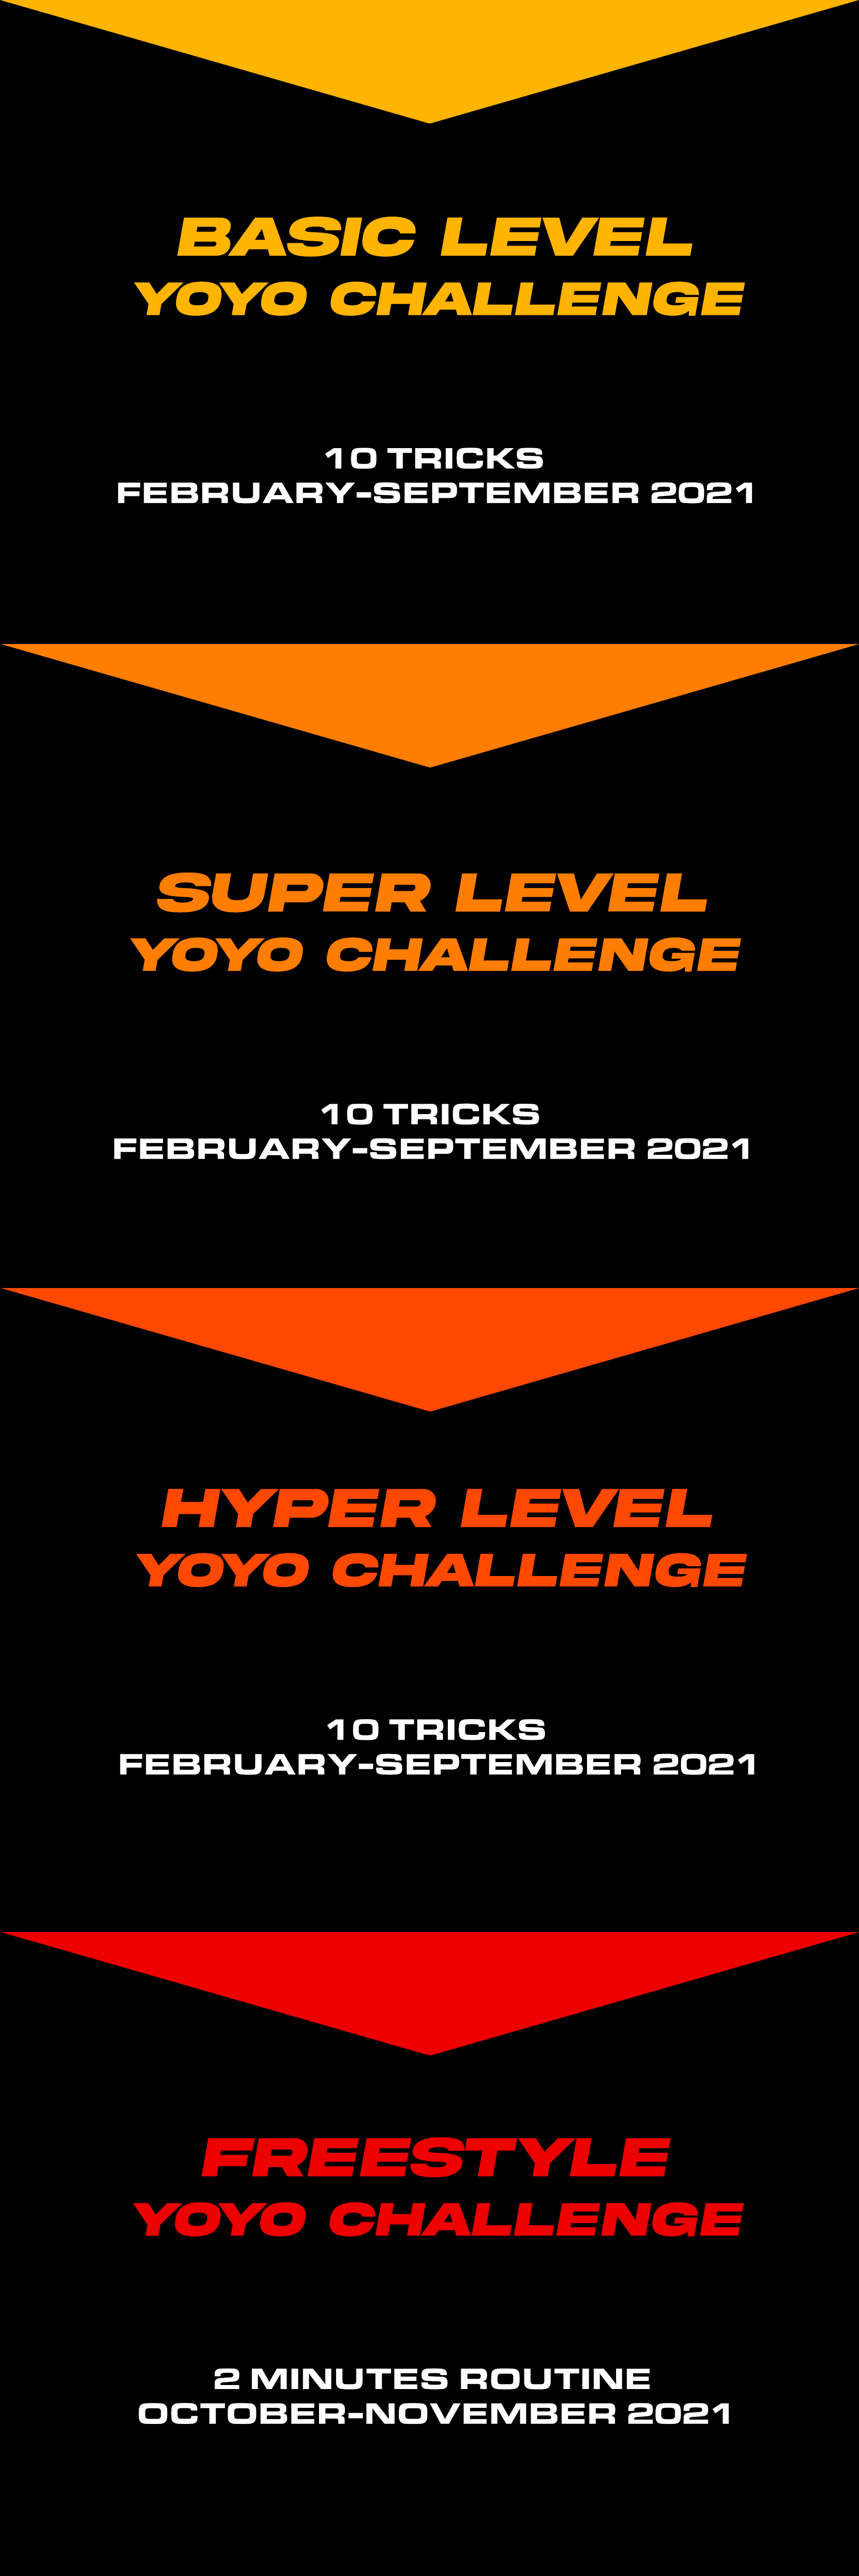 BASIC LEVEL
YOYO CHALLENGE
10 TRICKS
FEBRUARY-SEPTEMBER 2021
SUPER LEVEL
YOYO CHALLENGE
10 TRICKS
FEBRUARY-SEPTEMBER 2021
HYPER LEVEL
YOYO CHALLENGE
10 TRICKS
FEBRUARY-SEPTEMBER 2021
FREESTYLE
YOYO CHALLENGE
2 MINUTES ROUTINE
OCTOBER-NOVEMBER 2021